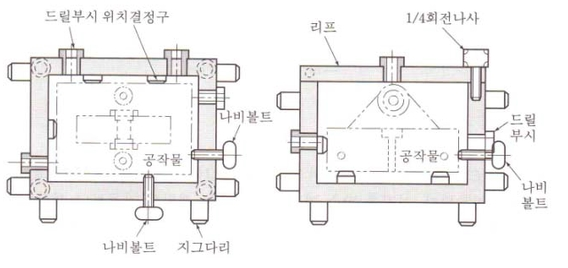 드릴부시 위치결정구
나비볼트
공작물
나비볼트
지그다리
리프
1/4회전나사
드릴
부시
공작물
나비
볼트